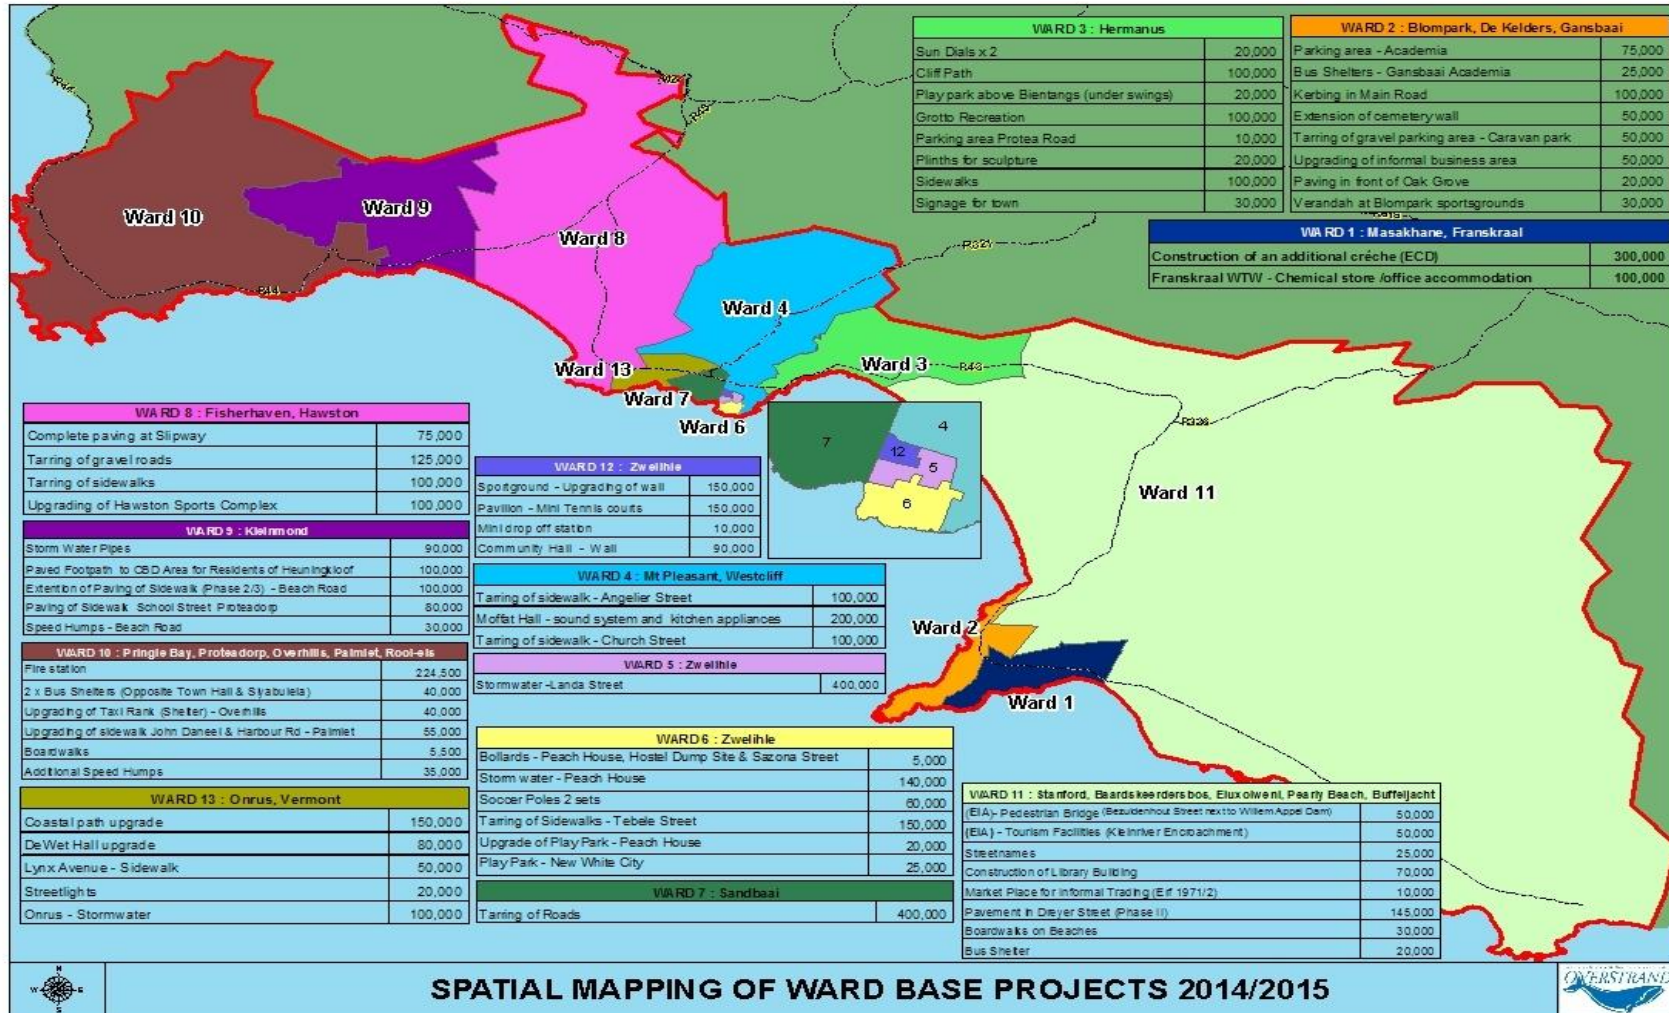 WARD 3 : Hermanus
Sun Dials x 2 20,000
Cliff Path 100,000
Play park above Bientangs (under swings) 20,000
Grotto Recreation 100,000
Parking area Protea Road 10,000
Plinths for sculpture 20,000
Sidewalks 100,000
Signage for town 30,000
WARD 2 : Blompark, De Kelders, Gansbaai
Parking area - Academia 75,000
Bus Shelters - Gansbaai Academia 25,000
Kerbing in Main Road 100,000
Extension of cemetery wall 50,000
Tarring of gravel parking area - Caravan park 50,000
Upgrading of informal business area 50,000
Paving in front of Oak Grove 20,000
Verandah at Blompark sportsgrounds 30,000
WARD 1 : Masakhane, Franskraal
Construction of an additional crèche (ECD) 300,000
Franskraal WTW - Chemical store /office accommodation 100,000
R44
R43
Ward 10
Ward 9
Ward 8
R321
Ward 4
R44
Ward 13
Ward 3
R43
Ward 7
Ward 6
R326
Ward 11
Ward 2
Ward 1
7
4
12
5
6
WARD 8 : Fisherhaven, Hawston
Complete paving at Slipway 75,000
Tarring of gravel roads 125,000
Tarring of sidewalks 100,000
Upgrading of Hawston Sports Complex 100,000
WARD 9 : Kleinmond
Storm Water Pipes 90,000
Paved Footpath to CBD Area for Residents of Heuningkloof 100,000
Extention of Paving of Sidewalk (Phase 2/3) - Beach Road 100,000
Paving of Sidewalk School Street Proteadorp 80,000
Speed Humps - Beach Road 30,000
WARD 10 : Pringle Bay, Proteadorp, Overhills, Palmiet, Rooi-els
Fire station 224,500
2 x Bus Shelters (Opposite Town Hall & Siyabulela) 40,000
Upgrading of Taxi Rank (Shelter) - Overhills 40,000
Upgrading of sidewalk John Daneel & Harbour Rd - Palmiet 55,000
Boardwalks 5,500
Additional Speed Humps 35,000
WARD 13 : Onrus, Vermont
Coastal path upgrade 150,000
De Wet Hall upgrade 80,000
Lynx Avenue - Sidewalk 50,000
Streetlights 20,000
Onrus - Stormwater 100,000
WARD 12 : Zwelihle
Sportground - Upgrading of wall 150,000
Pavilion - Mini Tennis courts 150,000
Mini drop off station 10,000
Community Hall - Wall 90,000
WARD 4 : Mt Pleasant, Westcliff
Tarring of sidewalk - Angelier Street 100,000
Moffat Hall - sound system and kitchen appliances 200,000
Tarring of sidewalk - Church Street 100,000
WARD 5 : Zwelihle
Stormwater -Landa Street 400,000
WARD 6 : Zwelihle
Bollards - Peach House, Hostel Dump Site & Sazona Street 5,000
Storm water - Peach House 140,000
Soccer Poles 2 sets 60,000
Tarring of Sidewalks - Tebele Street 150,000
Upgrade of Play Park - Peach House 20,000
Play Park - New White City 25,000
WARD 7 : Sandbaai
Tarring of Roads 400,000
WARD 11 : Stanford, Baardskeerdersbos, Eluxolweni, Pearly Beach, Buffeljacht
(EIA)- Pedestrian Bridge (Bezuidenhout Street next to Willem Appel Dam) 50,000
(EIA) - Tourism Facilities (Kleinriver Encroachment) 50,000
Streetnames 25,000
Construction of Library Building 70,000
Market Place for Informal Trading (Erf 1971/2) 10,000
Pavement in Dreyer Street (Phase II) 145,000
Boardwalks on Beaches 30,000
Bus Shelter 20,000
N
W E
S
SPATIAL MAPPING OF WARD BASE PROJECTS 2014/2015
OVERSTRAND